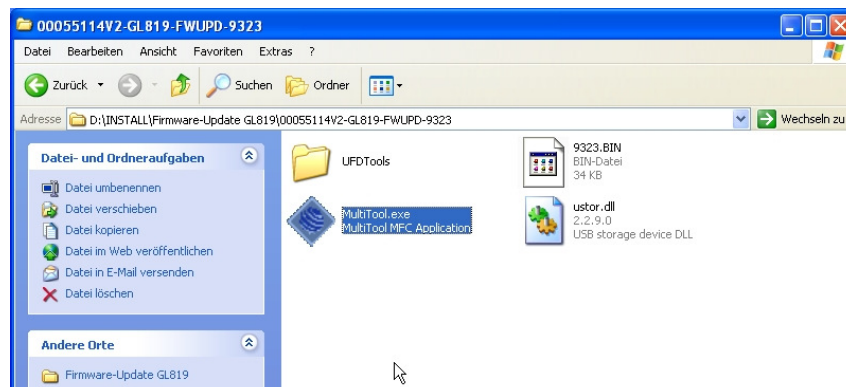 00055114V2-GL819-FWUPD-9323
Datei Bearbeiten Ansicht Favoriten Extras ?
Zurück Suchen Ordner
Adresse D:\INSTALL\Firmware-Update GL819\00055114V2-GL819-FWUPD-9323 Wechseln zu
Datei- und Ordneraufgaben
Datei umbenennen
Datei verschieben
Datei kopieren
Datei im Web veröffentlichen
Datei in E-Mail versenden
Datei löschen
Andere Orte
Firmware-Update GL819
UFDTools
9323.BIN
BIN-Datei
34 KB
MultiTool.exe
MultiTool MFC Application
ustor.dll
2.2.9.0
USB storage device DLL